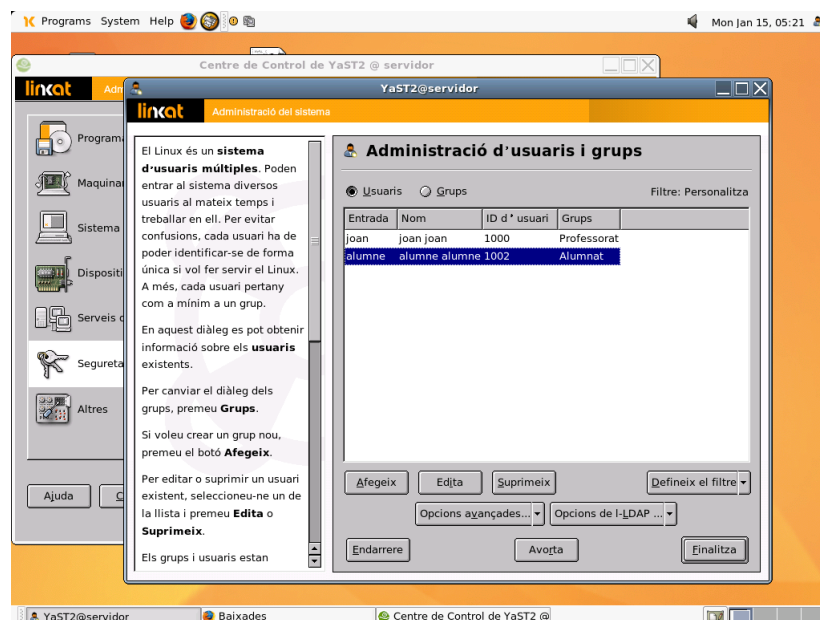 Programs System Help
Mon Jan 15, 05:21
Centre de Control de YaST2 @ servidor
linkat
Adm
YaST2@servidor
linkat
Administració del sistema
Programa
Maquinar
Sistema
Dispositi
Serveis d
Segureta
Altres
Ajuda
C
El Linux és un sistema
d'usuaris múltiples. Poden
entrar al sistema diversos
usuaris al mateix temps i
treballar en ell. Per evitar
confusions, cada usuari ha de
poder identificar-se de forma
única si vol fer servir el Linux.
A més, cada usuari pertany
com a mínim a un grup.
En aquest diàleg es pot obtenir
informació sobre els usuaris
existents.
Per canviar el diàleg dels
grups, premeu Grups.
Si voleu crear un grup nou,
premeu el botó Afegeix.
Per editar o suprimir un usuari
existent, seleccioneu-ne un de
la llista i premeu Edita o
Suprimeix.
Els grups i usuaris estan
Administració d'usuaris i grups
Usuaris Grups Filtre: Personalitza
Entrada Nom ID d'usuari Grups
joan joan joan 1000 Professorat
alumne alumne alumne 1002 Alumnat
Afegeix Edita Suprimeix Defineix el filtre
Opcions avançades... Opcions de l-LDAP ...
Endarrere Avorta Finalitza
YaST2@servidor Baixades Centre de Control de YaST2 @